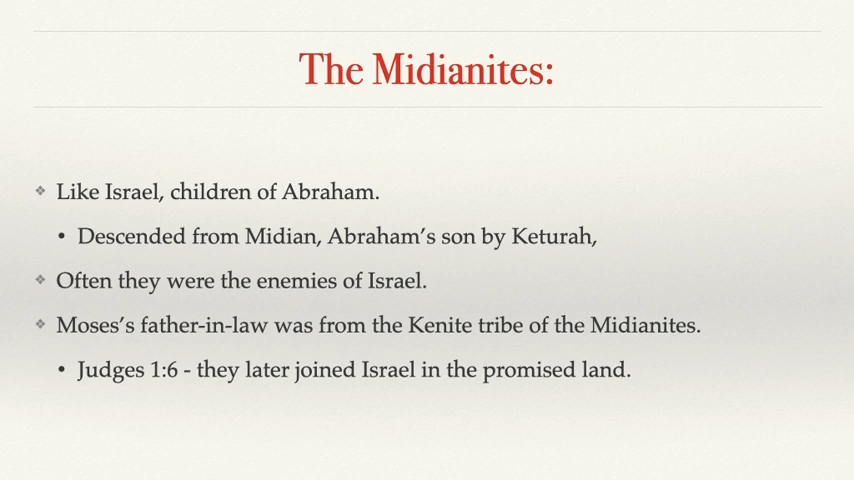 The Midianites:
Like Israel, children of Abraham.
Descended from Midian, Abraham’s son by Keturah,
Often they were the enemies of Israel.
Moses’s father-in-law was from the Kenite tribe of the Midianites.
Judges 1:6 - they later joined Israel in the promised land.